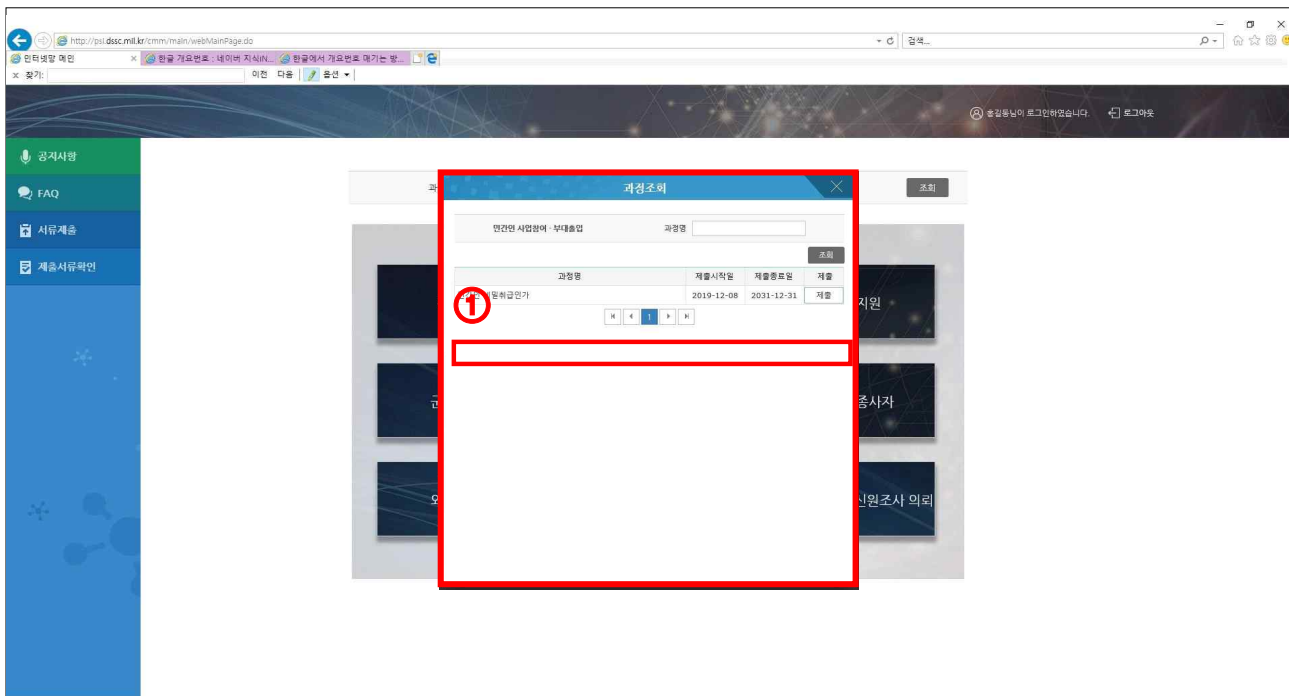 http://psi.dssc.mil.kr/cmm/main/webMainPage.do
검색...
인터넷망 메인
한글 개요번호 : 네이버 지식iN...
한글에서 개요번호 매기는 방...
찾기:
이전 다음 옵션
홍길동님이 로그인하였습니다. 로그아웃
공지사항
FAQ
서류제출
제출서류확인
조회
과정조회
민간인 사업참여 · 부대출입 과정명
조회
과정명 제출시작일 제출종료일 제출
비밀취급인가 2019-12-08 2031-12-31 제출
①
1
지원
종사자
신원조사 의뢰